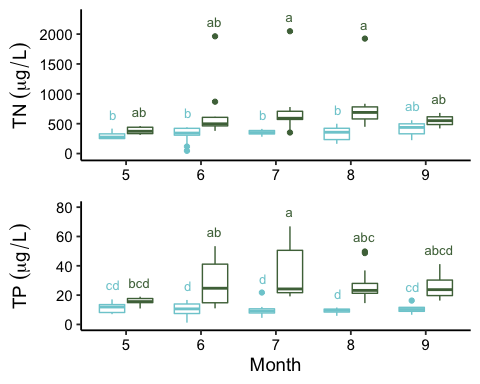 TN (μg/L)
2000
1500
1000
500
0
b ab
b ab
b a
b a
ab ab
5 6 7 8 9
TP (μg/L)
80
60
40
20
0
cd bcd
d ab
d a
d abc
cd abcd
5 6 7 8 9
Month